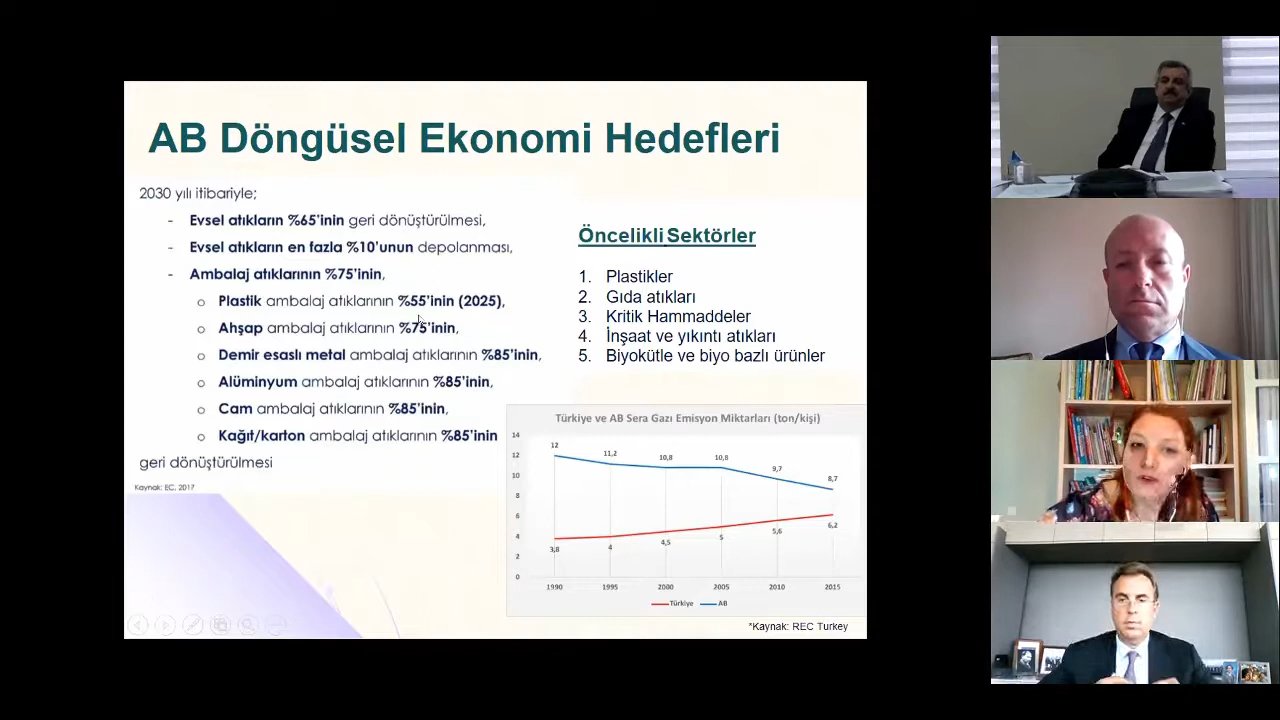 AB Döngüsel Ekonomi Hedefleri
2030 yılı itibariyle;
- Evsel atıkların %65'inin geri dönüştürülmesi,
- Evsel atıkların en fazla %10'unun depolanması,
- Ambalaj atıklarının %75'inin,
o Plastik ambalaj atıklarının %55'inin (2025),
o Ahşap ambalaj atıklarının %75'inin,
o Demir esaslı metal ambalaj atıklarının %85'inin,
o Alüminyum ambalaj atıklarının %85'inin,
o Cam ambalaj atıklarının %85'inin,
o Kağıt/karton ambalaj atıklarının %85'inin
geri dönüştürülmesi
Kaynak: EC, 2017
Öncelikli Sektörler
1. Plastikler
2. Gıda atıkları
3. Kritik Hammaddeler
4. İnşaat ve yıkıntı atıkları
5. Biyokütle ve biyo bazlı ürünler
Türkiye ve AB Sera Gazı Emisyon Miktarları (ton/kişi)
14
12
10
8
6
4
2
0
12 11,2 10,8 10,8 9,7 8,7
3,8 4 4,5 5 5,6 6,2
1990 1995 2000 2005 2010 2015
Türkiye AB
*Kaynak: REC Turkey